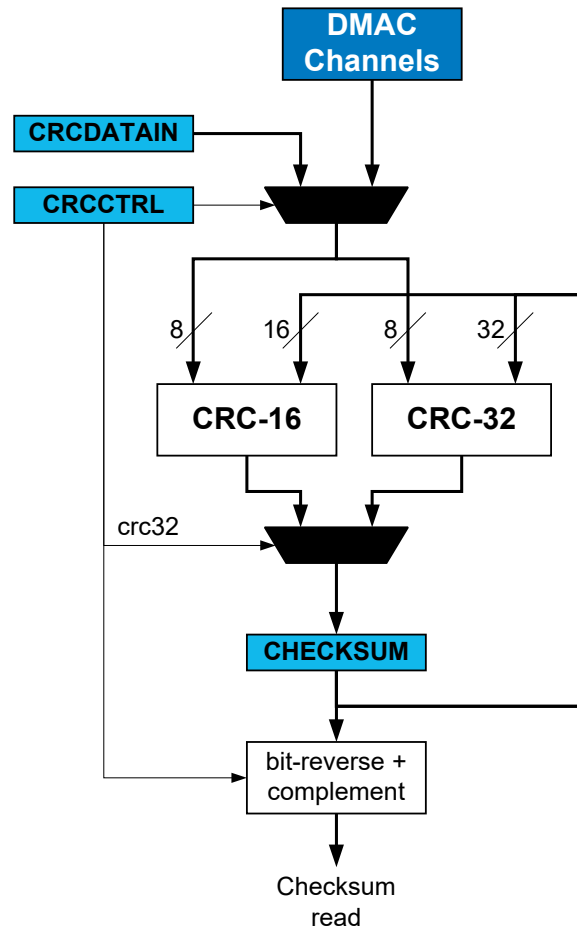 DMAC
Channels
CRCDATAIN
CRCCTRL
8
16
8
32
CRC-16
CRC-32
crc32
CHECKSUM
bit-reverse +
complement
Checksum
read